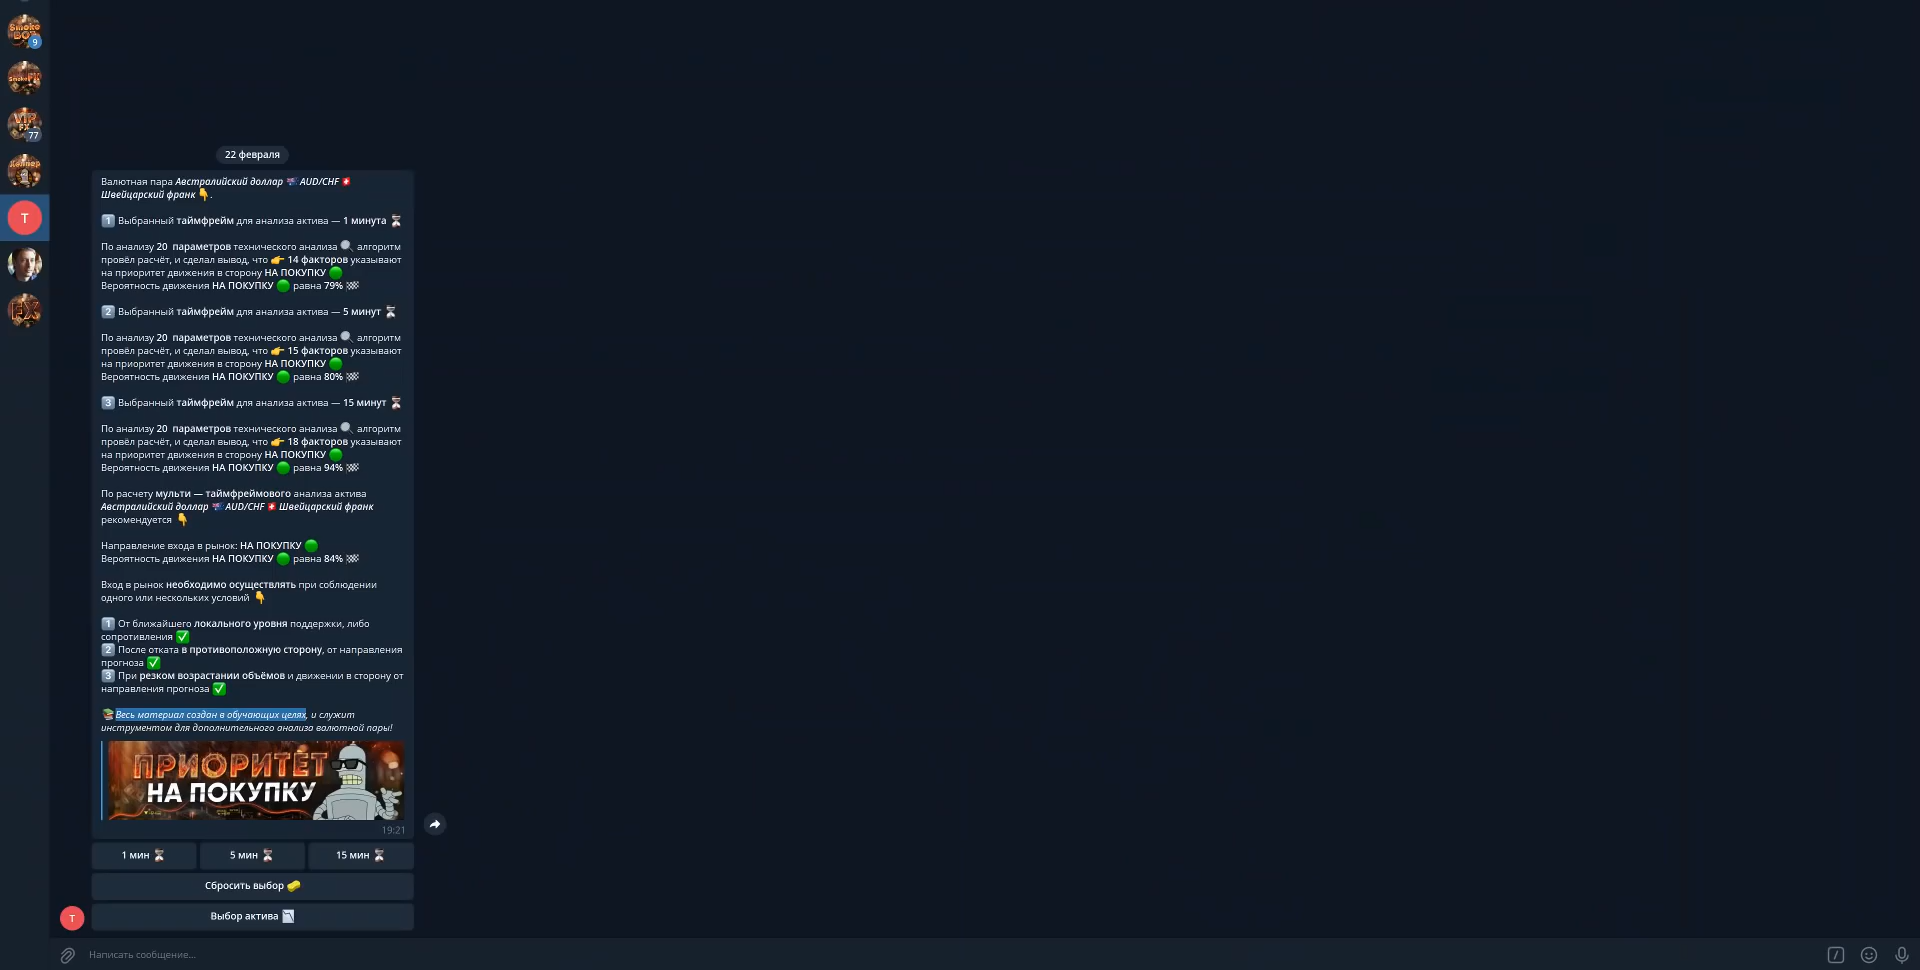 Smoke
BOT
9
Smoke FX
VIP
FX
77
Хелпер
T
FX
22 февраля
Валютная пара Австралийский доллар 🇦🇺 AUD/CHF 🇨🇭
Швейцарский франк 👇.
1️⃣ Выбранный таймфрейм для анализа актива — 1 минута ⏳
По анализу 20 параметров технического анализа 🔍 алгоритм
провёл расчёт, и сделал вывод, что 👉 14 факторов указывают
на приоритет движения в сторону НА ПОКУПКУ 🟢
Вероятность движения НА ПОКУПКУ 🟢 равна 79% 🏁
2️⃣ Выбранный таймфрейм для анализа актива — 5 минут ⏳
По анализу 20 параметров технического анализа 🔍 алгоритм
провёл расчёт, и сделал вывод, что 👉 15 факторов указывают
на приоритет движения в сторону НА ПОКУПКУ 🟢
Вероятность движения НА ПОКУПКУ 🟢 равна 80% 🏁
3️⃣ Выбранный таймфрейм для анализа актива — 15 минут ⏳
По анализу 20 параметров технического анализа 🔍 алгоритм
провёл расчёт, и сделал вывод, что 👉 18 факторов указывают
на приоритет движения в сторону НА ПОКУПКУ 🟢
Вероятность движения НА ПОКУПКУ 🟢 равна 94% 🏁
По расчету мульти — таймфреймового анализа актива
Австралийский доллар 🇦🇺 AUD/CHF 🇨🇭 Швейцарский франк
рекомендуется 👇
Направление входа в рынок: НА ПОКУПКУ 🟢
Вероятность движения НА ПОКУПКУ 🟢 равна 84% 🏁
Вход в рынок необходимо осуществлять при соблюдении
одного или нескольких условий 👇
1️⃣ От ближайшего локального уровня поддержки, либо
сопротивления ✅
2️⃣ После отката в противоположную сторону, от направления
прогноза ✅
3️⃣ При резком возрастании объёмов и движении в сторону от
направления прогноза ✅
📚Весь материал создан в обучающих целях, и служит
инструментом для дополнительного анализа валютной пары!
ПРИОРИТЕТ
НА ПОКУПКУ
19:21
1 мин ⏳
5 мин ⏳
15 мин ⏳
Сбросить выбор 🧽
Выбор актива 📉
T
Написать сообщение...